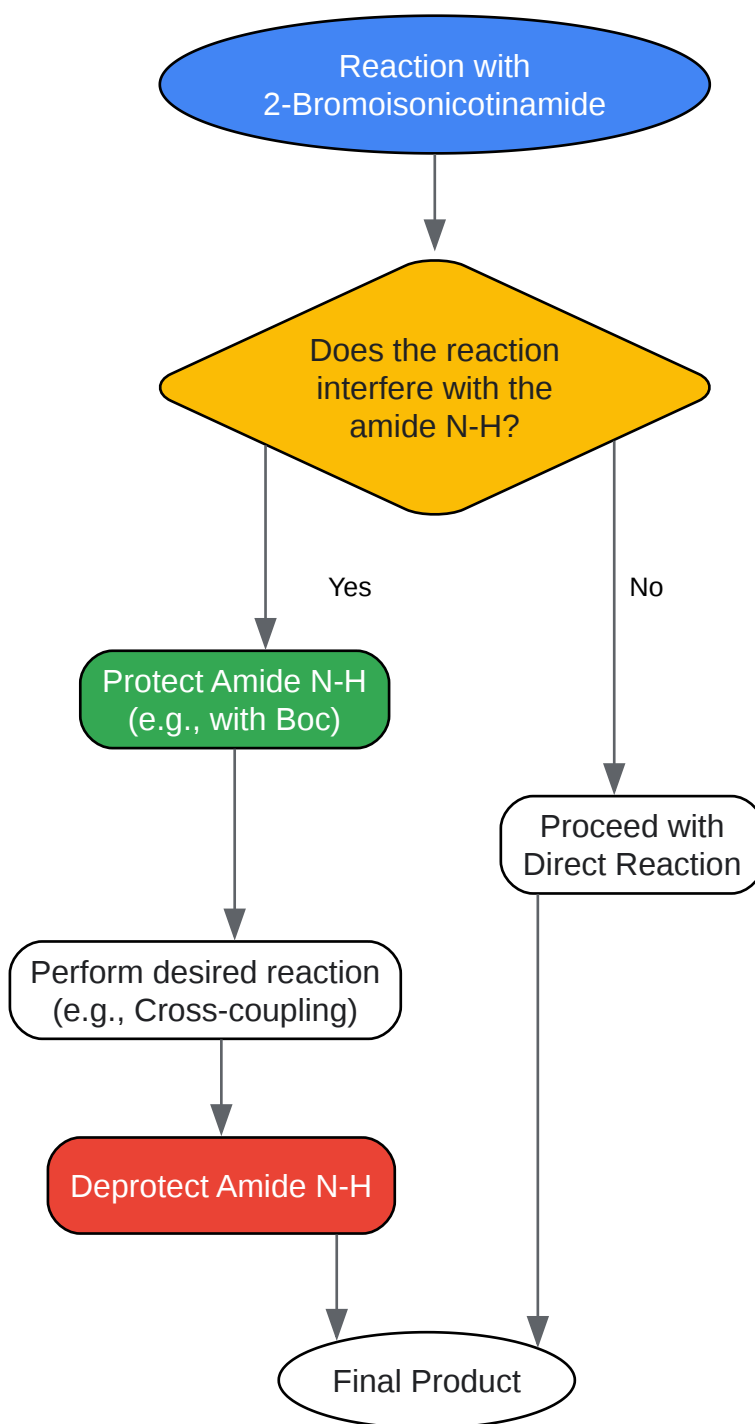 Reaction with
2-Bromoisonicotinamide
Does the reaction
interfere with the
amide N-H?
Yes
No
Protect Amide N-H
(e.g., with Boc)
Proceed with
Direct Reaction
Perform desired reaction
(e.g., Cross-coupling)
Deprotect Amide N-H
Final Product